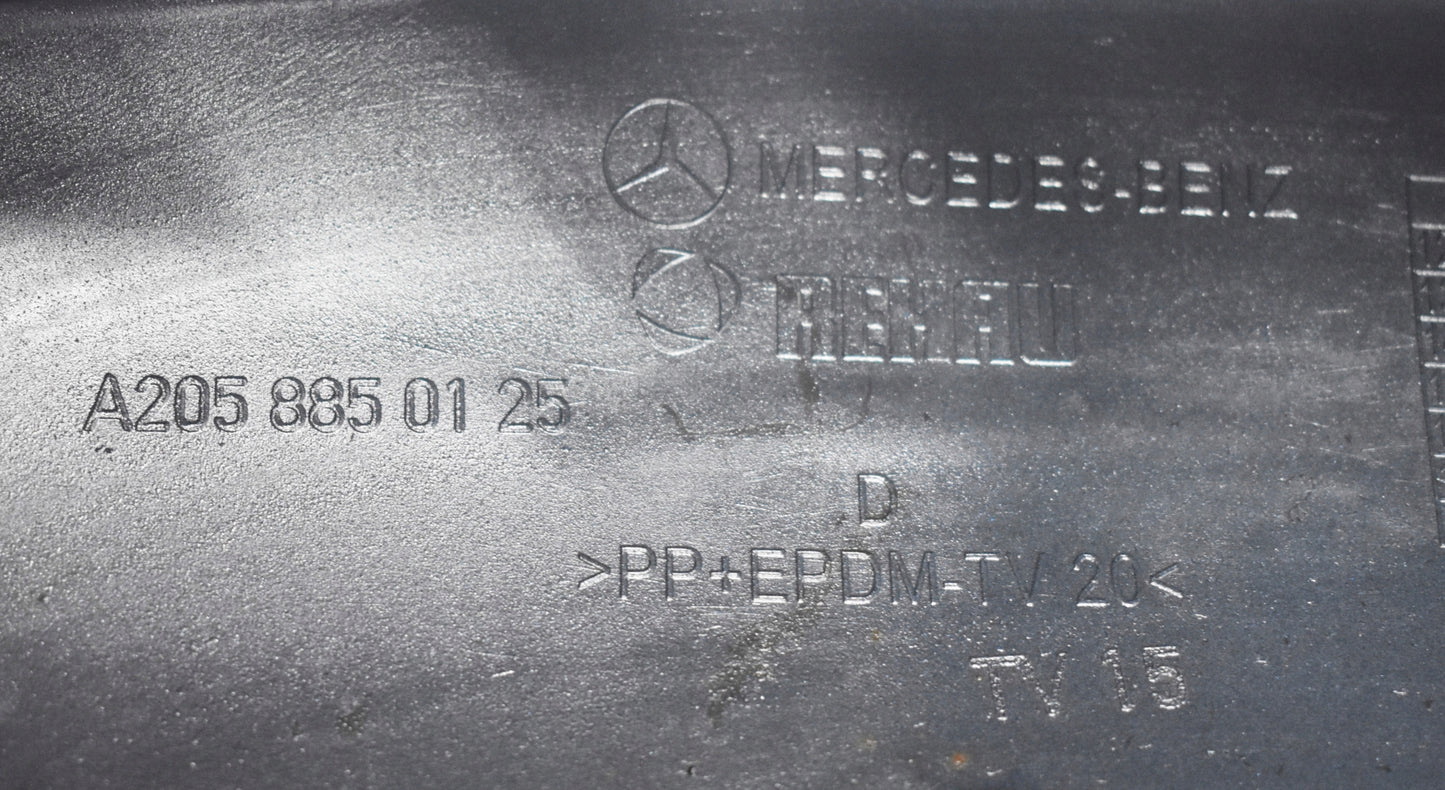 MERCEDES-BENZ
REHAU
A205 885 01 25
D
>PP+EPDM-TV 20<
TV 15